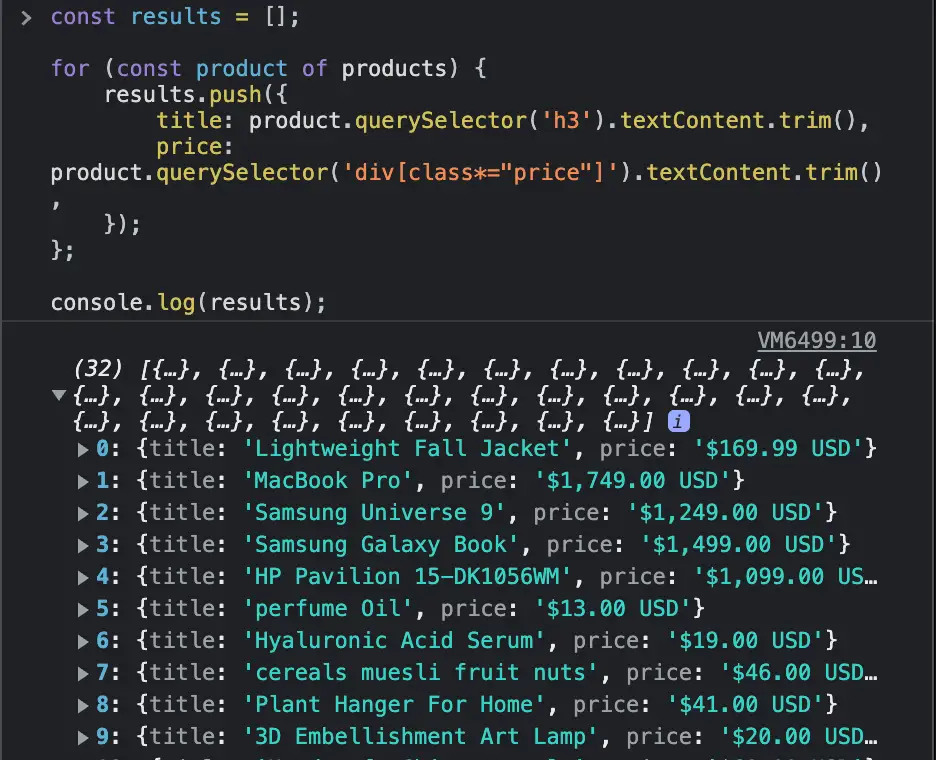 > const results = [];
for (const product of products) {
results.push({
title: product.querySelector('h3').textContent.trim(),
price:
product.querySelector('div[class*="price"]').textContent.trim()
,
});
};
console.log(results);
VM6499:10
(32) [{…}, {…}, {…}, {…}, {…}, {…}, {…}, {…}, {…}, {…}, {…},
{…}, {…}, {…}, {…}, {…}, {…}, {…}, {…}, {…}, {…}, {…}, {…},
{…}, {…}, {…}, {…}, {…}, {…}, {…}, {…}, {…}] i
0: {title: 'Lightweight Fall Jacket', price: '$169.99 USD'}
1: {title: 'MacBook Pro', price: '$1,749.00 USD'}
2: {title: 'Samsung Universe 9', price: '$1,249.00 USD'}
3: {title: 'Samsung Galaxy Book', price: '$1,499.00 USD'}
4: {title: 'HP Pavilion 15-DK1056WM', price: '$1,099.00 US…
5: {title: 'perfume Oil', price: '$13.00 USD'}
6: {title: 'Hyaluronic Acid Serum', price: '$19.00 USD'}
7: {title: 'cereals muesli fruit nuts', price: '$46.00 USD…
8: {title: 'Plant Hanger For Home', price: '$41.00 USD'}
9: {title: '3D Embellishment Art Lamp', price: '$20.00 USD…